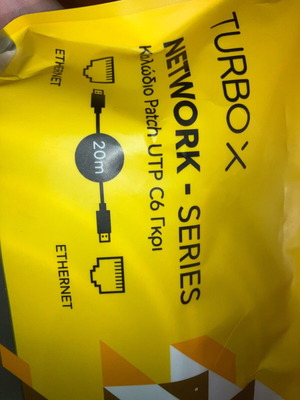 TURBO X
NETWORK - SERIES
Καλώδιο Patch UTP C6 Γκρι
ETHERNET
20m
ETHERNET